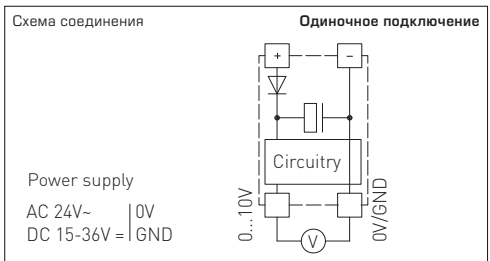 Схема соединения
Одиночное подключение
+ −
Circuitry
Power supply
AC 24V~ | 0V
DC 15-36V = | GND
0...10V
0V/GND
V